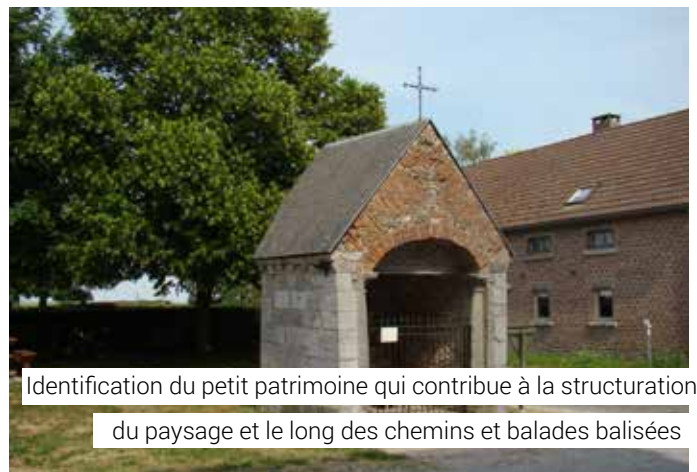 Identification du petit patrimoine qui contribue à la structuration
du paysage et le long des chemins et balades balisées